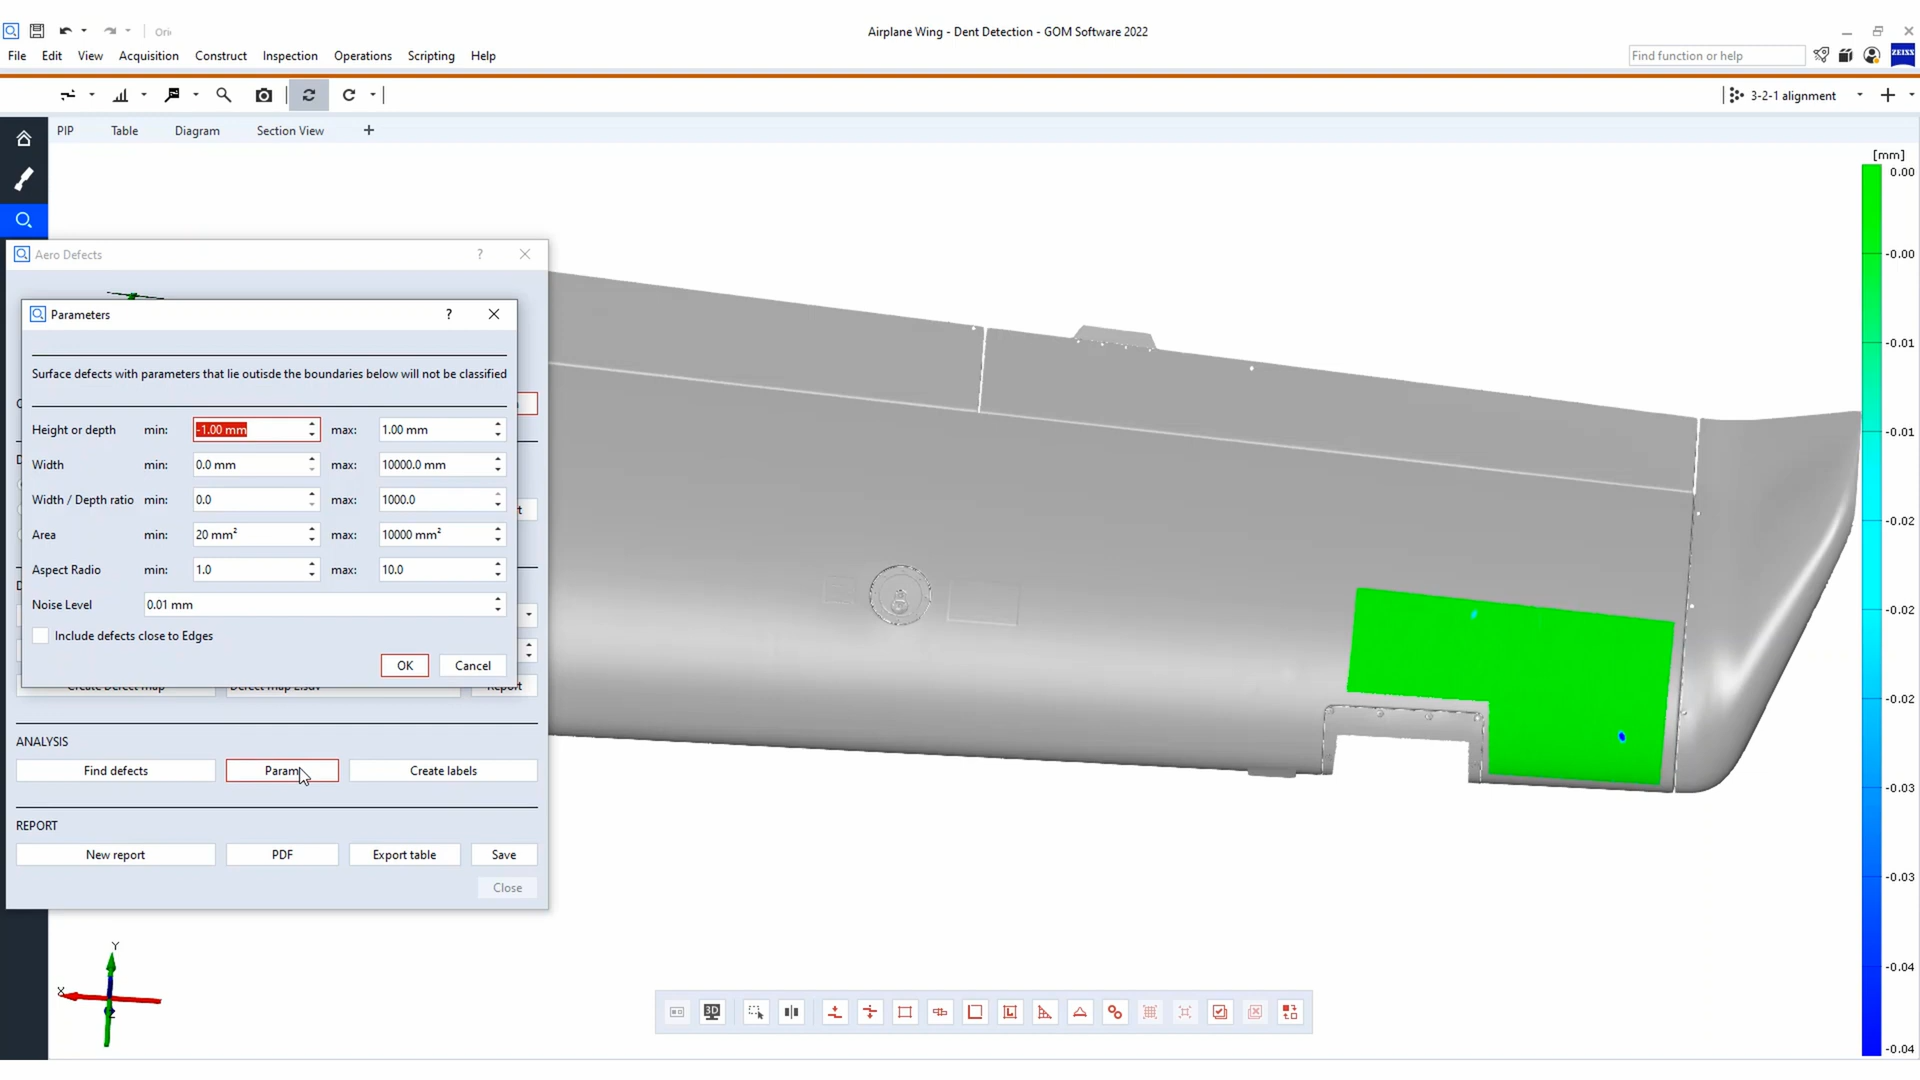 Ori
Airplane Wing - Dent Detection - GOM Software 2022
File Edit View Acquisition Construct Inspection Operations Scripting Help
Find function or help
ZEISS
3-2-1 alignment
PIP Table Diagram Section View
[mm]
0.00
-0.00
-0.01
-0.01
-0.02
-0.02
-0.02
-0.03
-0.03
-0.04
-0.04
Aero Defects ?
Parameters ?
Surface defects with parameters that lie outisde the boundaries below will not be classified
Height or depth min: -1.00 mm max: 1.00 mm
Width min: 0.0 mm max: 10000.0 mm
Width / Depth ratio min: 0.0 max: 1000.0
Area min: 20 mm² max: 10000 mm²
Aspect Radio min: 1.0 max: 10.0
Noise Level 0.01 mm
Include defects close to Edges
OK Cancel
Report
ANALYSIS
Find defects Param Create labels
REPORT
New report PDF Export table Save
Close
Y
X
3D